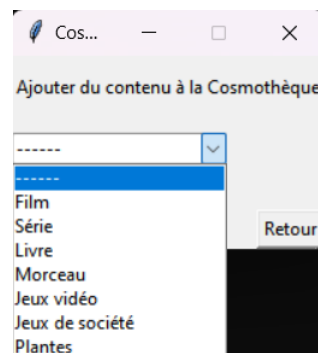 Cos...
Ajouter du contenu à la Cosmothèque
------
------
Film
Série
Retour
Livre
Morceau
Jeux vidéo
Jeux de société
Plantes